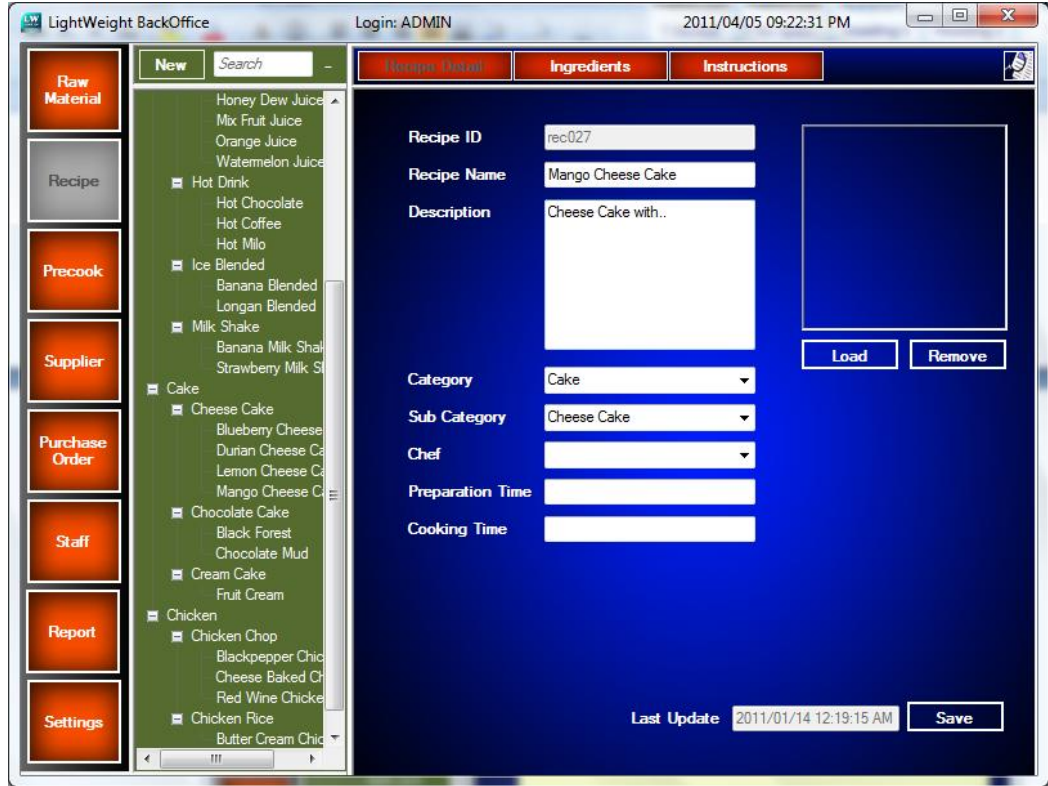 LightWeight BackOffice
Login: ADMIN
2011/04/05 09:22:31 PM
Raw
Material
Recipe
Precook
Supplier
Purchase
Order
Staff
Report
Settings
New
Search
Honey Dew Juice
Mix Fruit Juice
Orange Juice
Watermelon Juice
Hot Drink
Hot Chocolate
Hot Coffee
Hot Milo
Ice Blended
Banana Blended
Longan Blended
Milk Shake
Banana Milk Shak
Strawberry Milk S
Cake
Cheese Cake
Blueberry Cheese
Durian Cheese Ca
Lemon Cheese Ca
Mango Cheese Ca
Chocolate Cake
Black Forest
Chocolate Mud
Cream Cake
Fruit Cream
Chicken
Chicken Chop
Blackpepper Chic
Cheese Baked Ch
Red Wine Chicke
Chicken Rice
Butter Cream Chic
Recipe Detail
Ingredients
Instructions
Recipe ID
rec027
Recipe Name
Mango Cheese Cake
Description
Cheese Cake with..
Load
Remove
Category
Cake
Sub Category
Cheese Cake
Chef
Preparation Time
Cooking Time
Last Update
2011/01/14 12:19:15 AM
Save